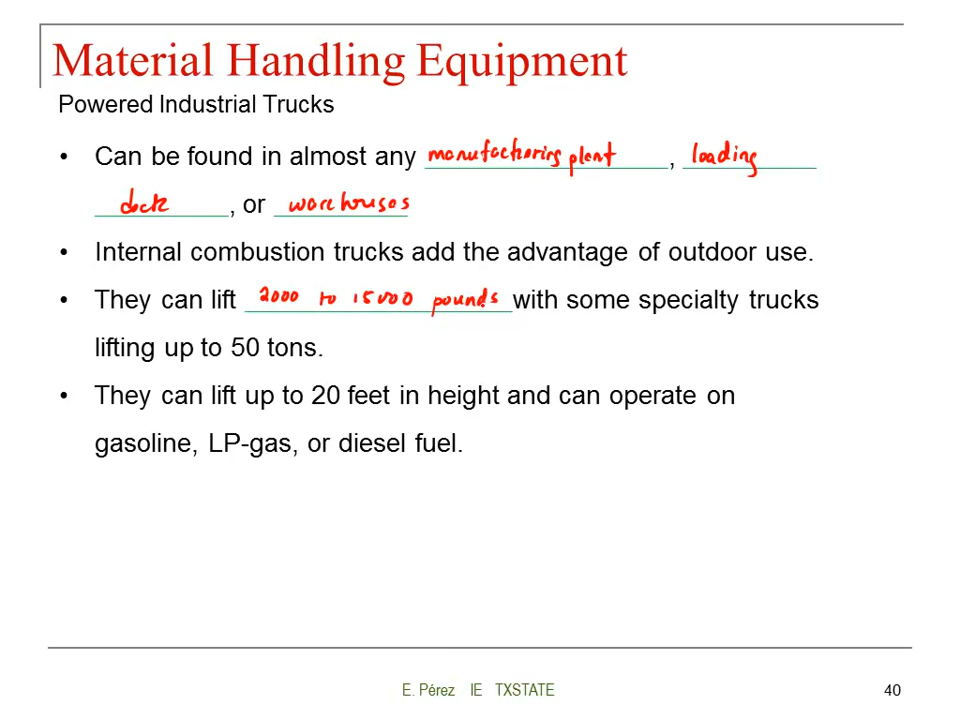 Material Handling Equipment
Powered Industrial Trucks
• Can be found in almost any manufacturing plant, loading
dock, or warehouses
• Internal combustion trucks add the advantage of outdoor use.
• They can lift 2000 to 15000 pounds with some specialty trucks
lifting up to 50 tons.
• They can lift up to 20 feet in height and can operate on
gasoline, LP-gas, or diesel fuel.
E. Pérez IE TXSTATE 40